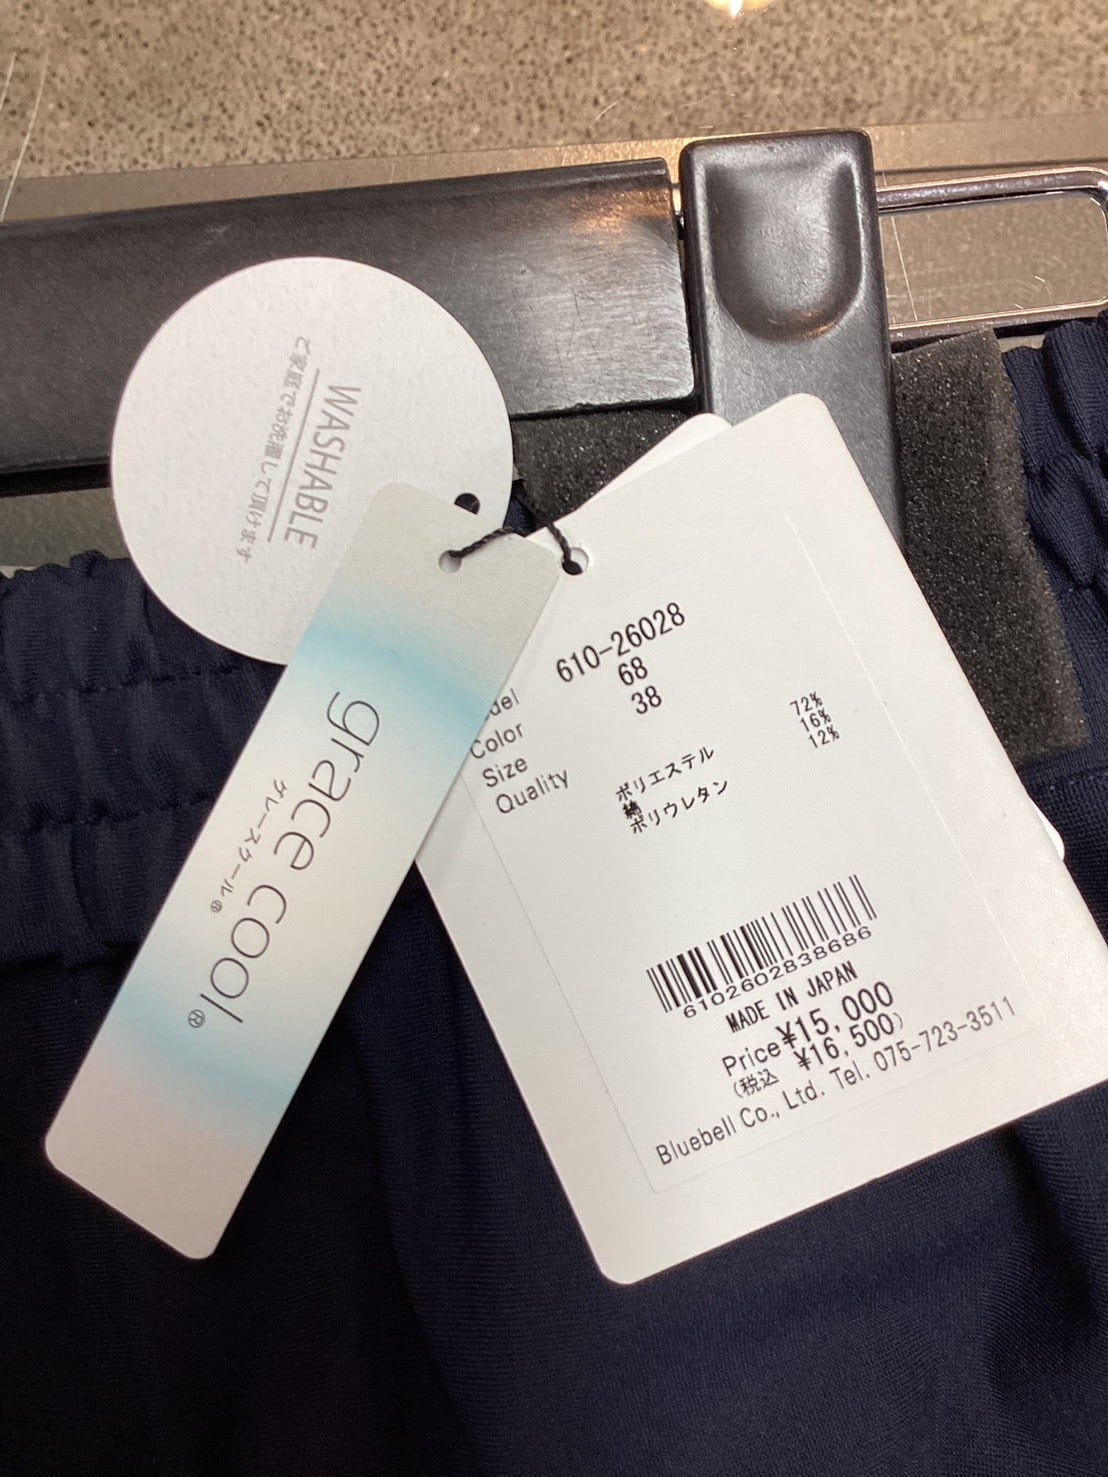 WASHABLE
ご家庭でお洗濯して頂けます
grace cool®
グレースクール®
610-26028
Color 68
Size 38
Quality
ポリエステル 72%
綿 16%
ポリウレタン 12%
6102602838686
MADE IN JAPAN
Price ¥15,000
(税込 ¥16,500)
Bluebell Co., Ltd. Tel. 075-723-3511